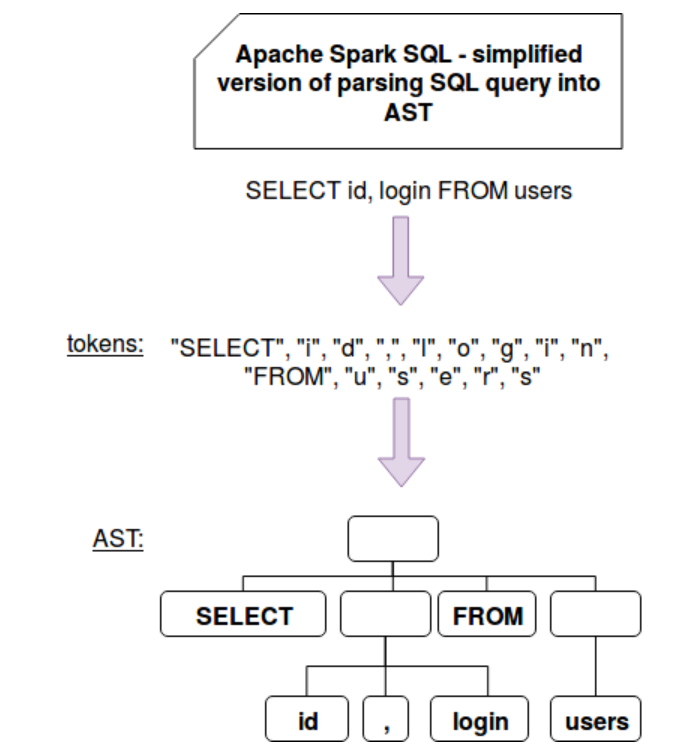 Apache Spark SQL - simplified
version of parsing SQL query into
AST
SELECT id, login FROM users
tokens:
"SELECT", "i", "d", ",", "l", "o", "g", "i", "n",
"FROM", "u", "s", "e", "r", "s"
AST:
SELECT
FROM
id
,
login
users